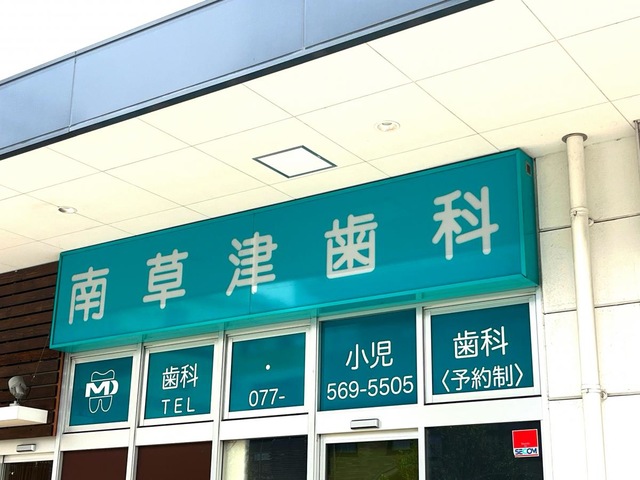 南草津歯科
MD
歯科
TEL
・
077-
小児
569-5505
歯科
〈予約制〉
SECOM